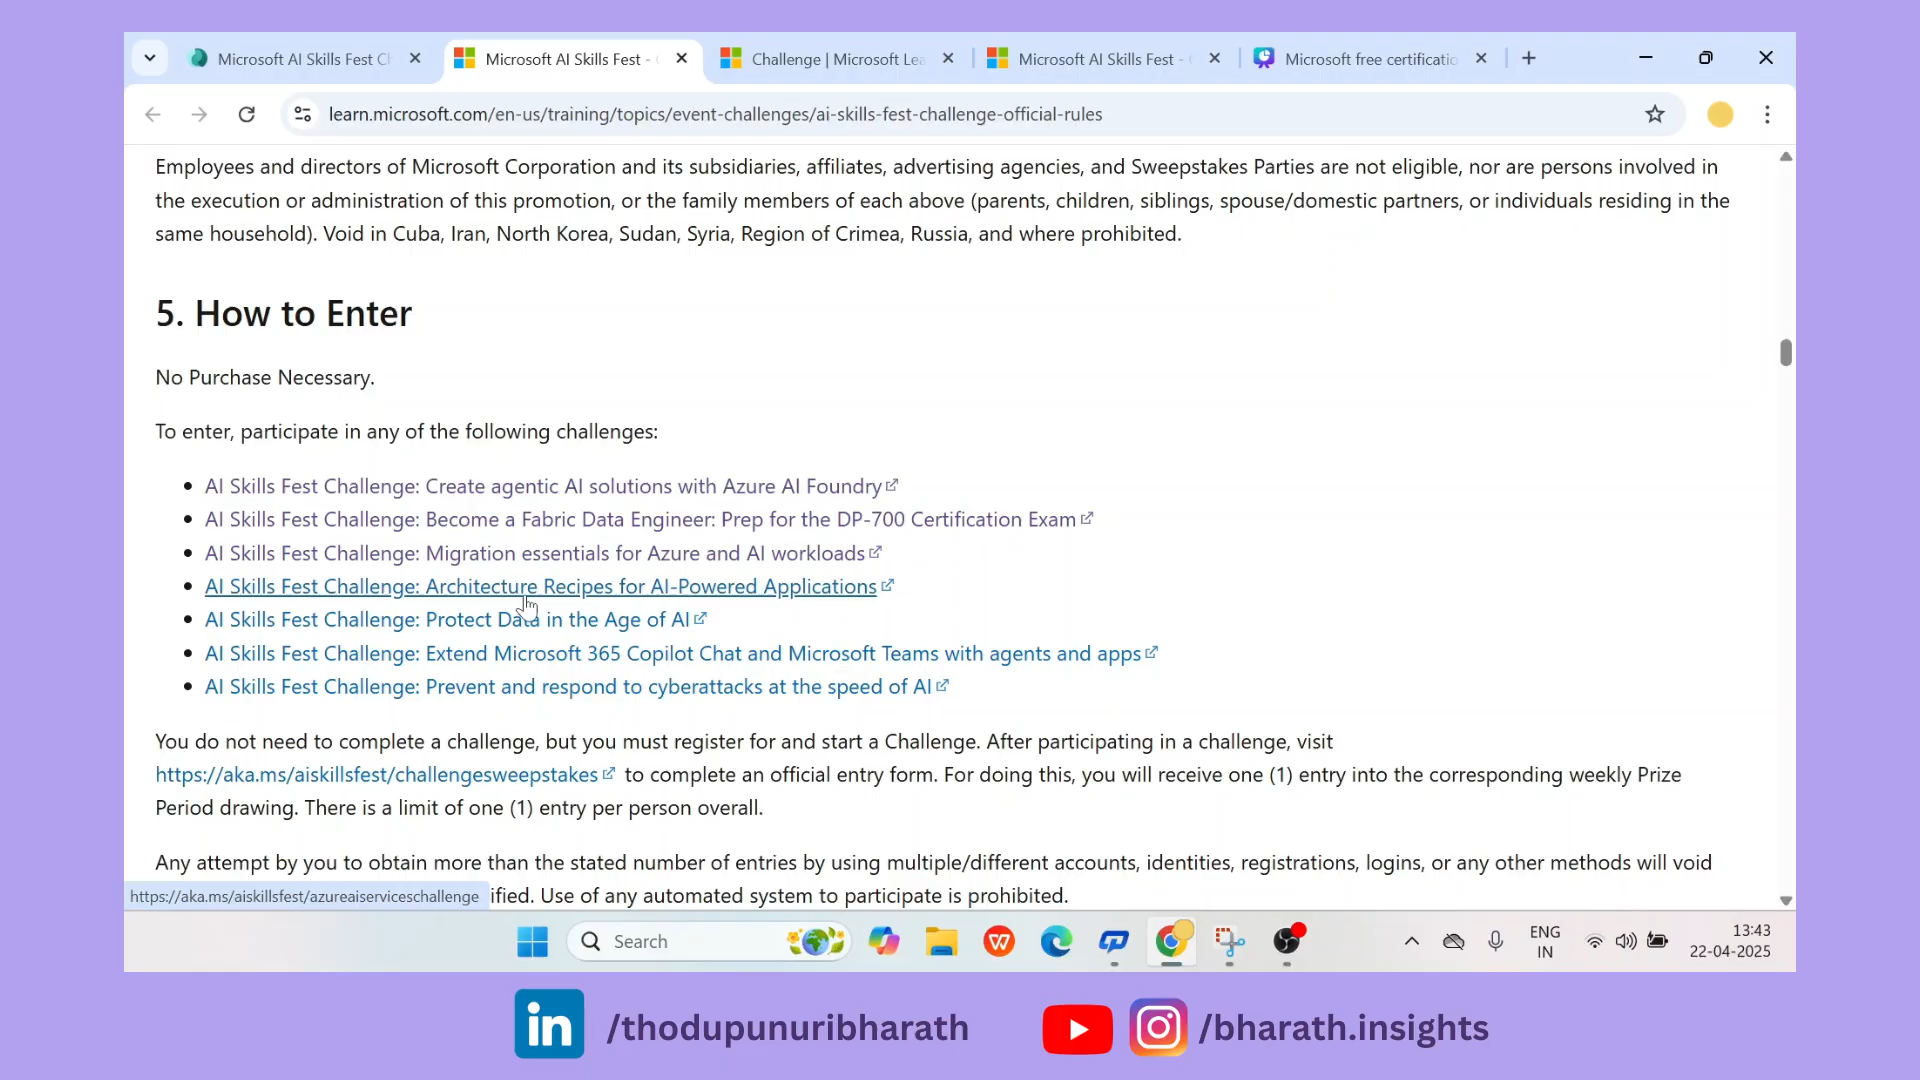 Microsoft AI Skills Fest Ch
Microsoft AI Skills Fest -
Challenge | Microsoft Lea
Microsoft AI Skills Fest -
Microsoft free certificatio
learn.microsoft.com/en-us/training/topics/event-challenges/ai-skills-fest-challenge-official-rules
Employees and directors of Microsoft Corporation and its subsidiaries, affiliates, advertising agencies, and Sweepstakes Parties are not eligible, nor are persons involved in
the execution or administration of this promotion, or the family members of each above (parents, children, siblings, spouse/domestic partners, or individuals residing in the
same household). Void in Cuba, Iran, North Korea, Sudan, Syria, Region of Crimea, Russia, and where prohibited.
5. How to Enter
No Purchase Necessary.
To enter, participate in any of the following challenges:
AI Skills Fest Challenge: Create agentic AI solutions with Azure AI Foundry
AI Skills Fest Challenge: Become a Fabric Data Engineer: Prep for the DP-700 Certification Exam
AI Skills Fest Challenge: Migration essentials for Azure and AI workloads
AI Skills Fest Challenge: Architecture Recipes for AI-Powered Applications
AI Skills Fest Challenge: Protect Data in the Age of AI
AI Skills Fest Challenge: Extend Microsoft 365 Copilot Chat and Microsoft Teams with agents and apps
AI Skills Fest Challenge: Prevent and respond to cyberattacks at the speed of AI
You do not need to complete a challenge, but you must register for and start a Challenge. After participating in a challenge, visit
https://aka.ms/aiskillsfest/challengesweepstakes to complete an official entry form. For doing this, you will receive one (1) entry into the corresponding weekly Prize
Period drawing. There is a limit of one (1) entry per person overall.
Any attempt by you to obtain more than the stated number of entries by using multiple/different accounts, identities, registrations, logins, or any other methods will void
https://aka.ms/aiskillsfest/azureaiserviceschallenge ified. Use of any automated system to participate is prohibited.
Search
ENG
IN
13:43
22-04-2025
in /thodupunuribharath
/bharath.insights